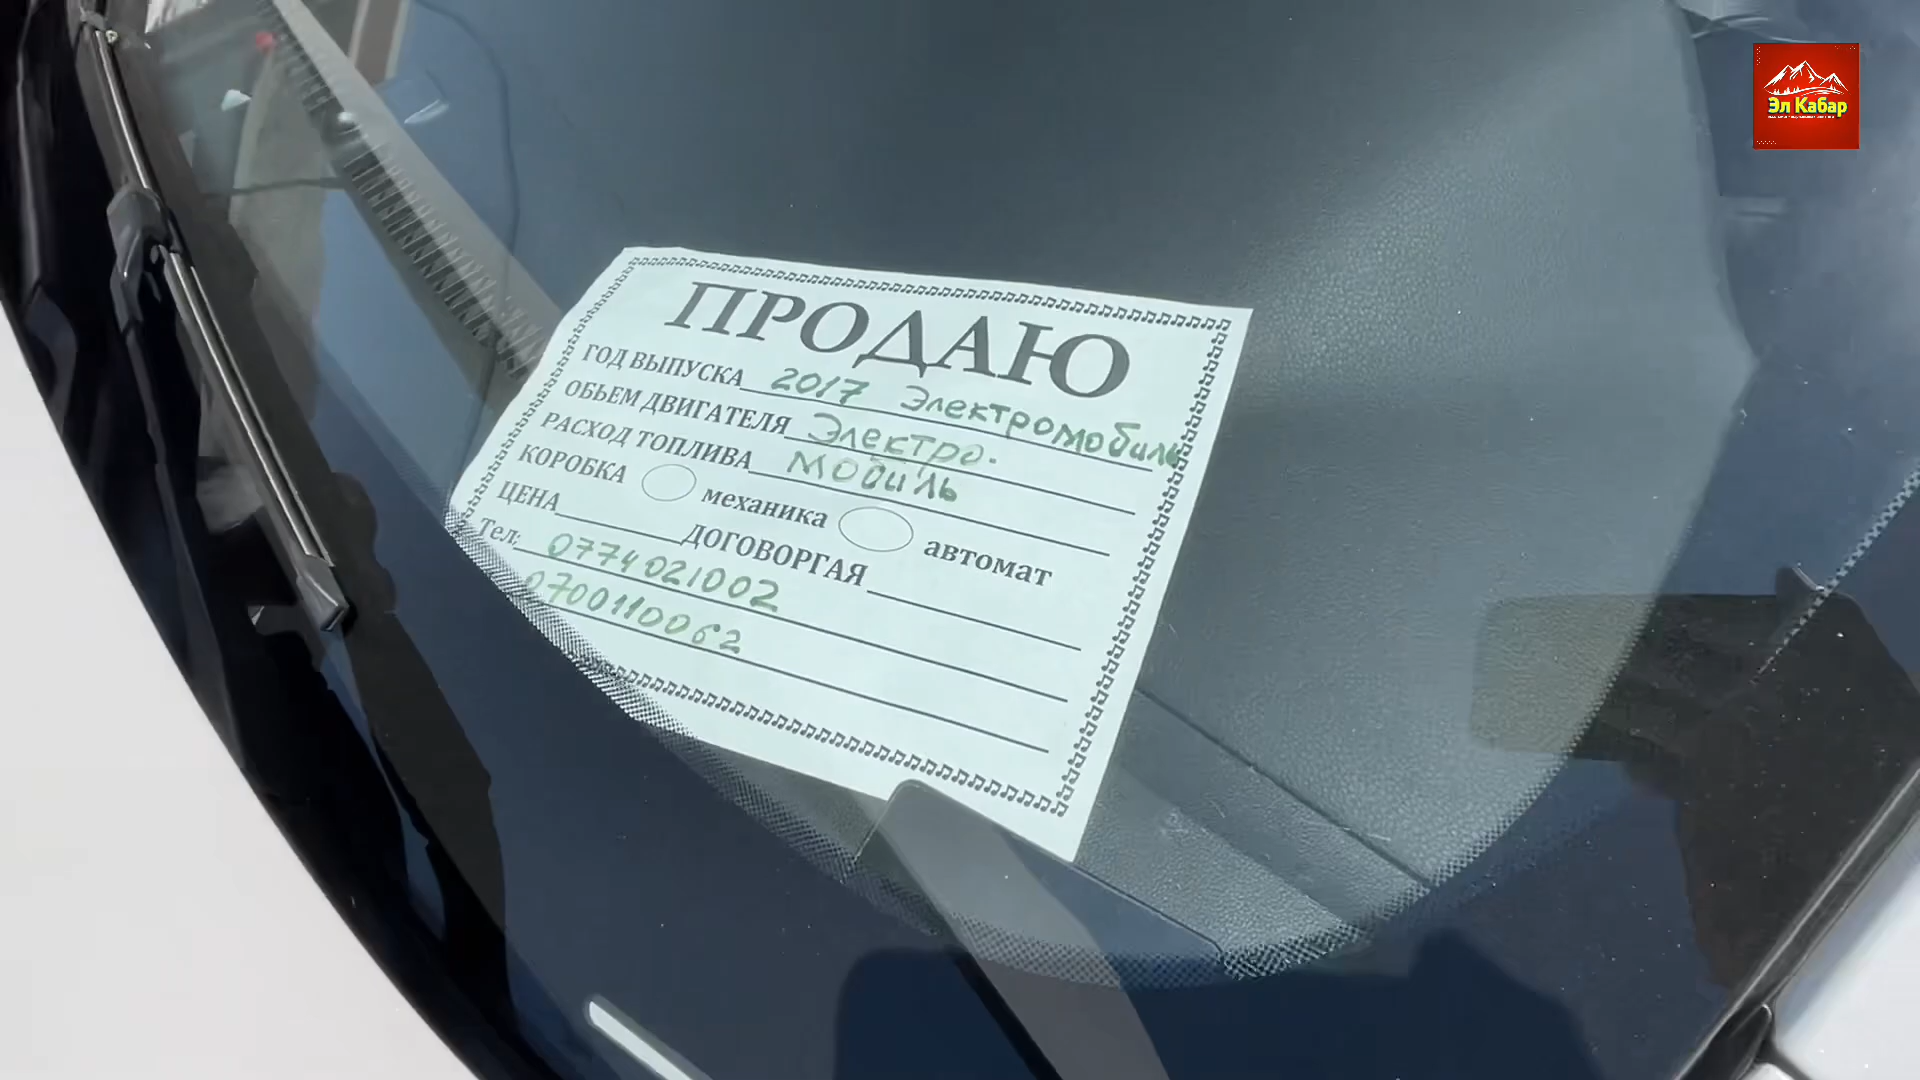 ПРОДАЮ
ГОД ВЫПУСКА 2017 Электромобиль
ОБЬЕМ ДВИГАТЕЛЯ Электро-
РАСХОД ТОПЛИВА мобиль
КОРОБКА механика автомат
ЦЕНА ДОГОВОРГАЯ
Тел: 0774021002
0700110062
Эл Кабар